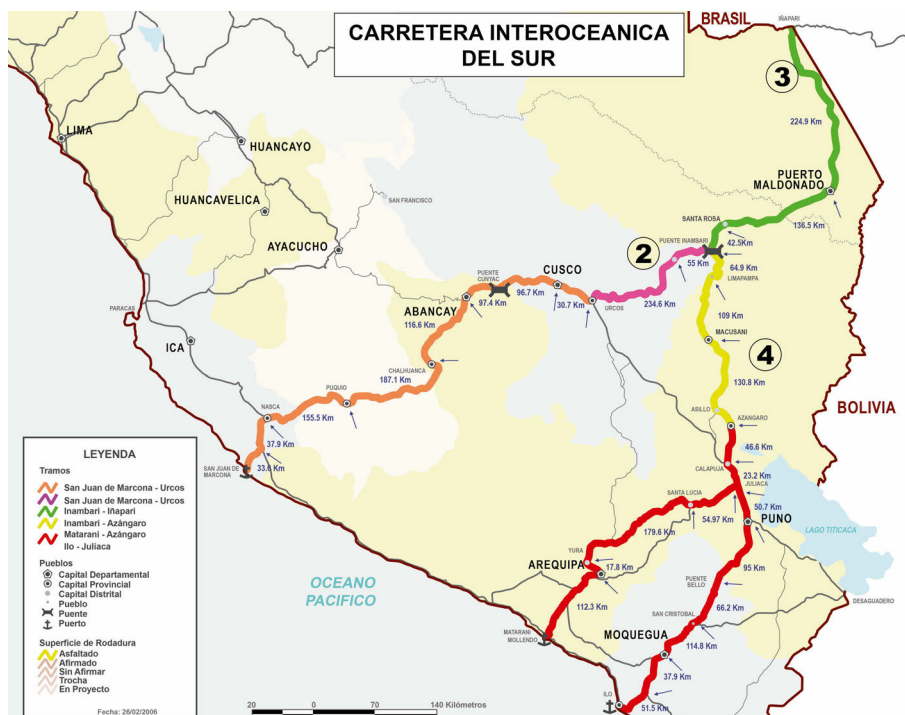 CARRETERA INTEROCEANICA
DEL SUR
BRASIL
IÑAPARI
3
224.9 Km
LIMA
HUANCAYO
PUERTO
MALDONADO
HUANCAVELICA
SAN FRANCISCO
SANTA ROSA
136.5 Km
AYACUCHO
PUENTE INAMBARI
42.5Km
2
55 Km
64.9 Km
LIMAPAMPA
PUENTE
CUNYAC
CUSCO
97.4 Km
96.7 Km
30.7 Km
URCOS
234.6 Km
109 Km
PARACAS
ABANCAY
116.6 Km
MACUSANI
ICA
4
CHALHUANCA
187.1 Km
130.8 Km
PUQUIO
NASCA
155.5 Km
ASILLO
AZANGARO
BOLIVIA
37.9 Km
46.6 Km
SAN JUAN DE
MARCONA
33.6 Km
CALAPUJA
23.2 Km
JULIACA
SANTA LUCIA
50.7 Km
54.97 Km
PUNO
179.6 Km
LAGO TITICACA
YURA
AREQUIPA
17.8 Km
95 Km
PUENTE
BELLO
OCEANO
PACIFICO
66.2 Km
DESAGUADERO
112.3 Km
SAN CRISTOBAL
MATARANI
MOLLENDO
MOQUEGUA
114.8 Km
37.9 Km
ILO
51.5 Km
LEYENDA
Tramos
San Juan de Marcona - Urcos
San Juan de Marcona - Urcos
Inambari - Iñapari
Inambari - Azángaro
Matarani - Azángaro
Ilo - Juliaca
Pueblos
Capital Departamental
Capital Provincial
Capital Distrital
Pueblo
Puente
Puerto
Superficie de Rodadura
Asfaltado
Afirmado
Sin Afirmar
Trocha
En Proyecto
Fecha: 26/02/2006
20 0 70 140 Kilómetros